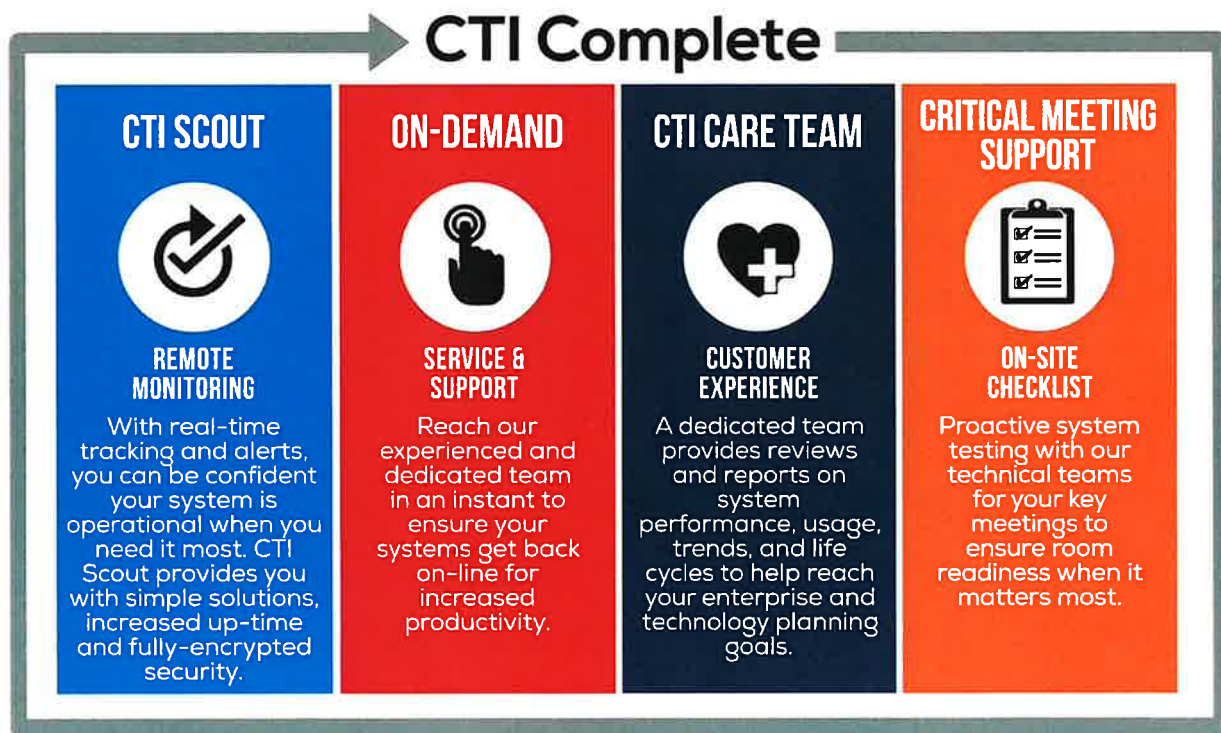 CTI Complete
CTI SCOUT
REMOTE
MONITORING
With real-time
tracking and alerts,
you can be confident
your system is
operational when you
need it most. CTI
Scout provides you
with simple solutions,
increased up-time
and fully-encrypted
security.
ON-DEMAND
SERVICE &
SUPPORT
Reach our
experienced and
dedicated team
in an instant to
ensure your
systems get back
on-line for
increased
productivity.
CTI CARE TEAM
CUSTOMER
EXPERIENCE
A dedicated team
provides reviews
and reports on
system
performance, usage,
trends, and life
cycles to help reach
your enterprise and
technology planning
goals.
CRITICAL MEETING
SUPPORT
ON-SITE
CHECKLIST
Proactive system
testing with our
technical teams
for your key
meetings to
ensure room
readiness when it
matters most.